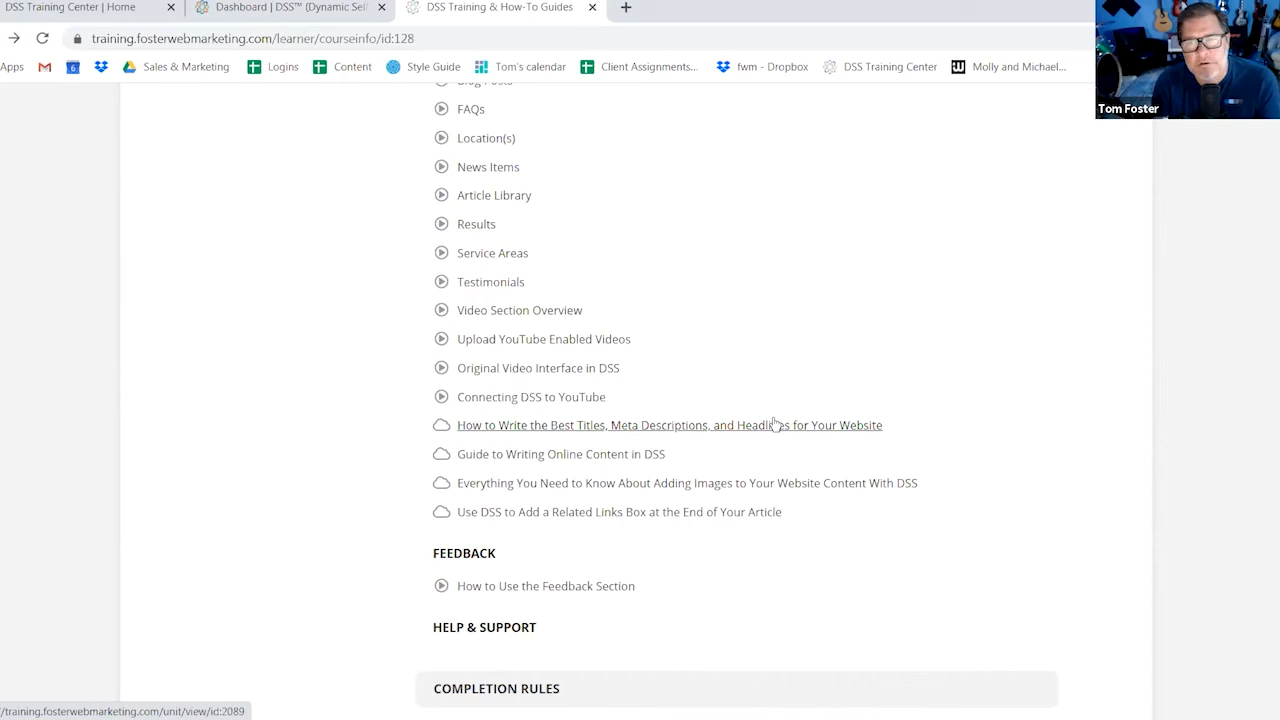 DSS Training Center | Home
Dashboard | DSS™ (Dynamic Self
DSS Training & How-To Guides
training.fosterwebmarketing.com/learner/courseinfo/id:128
Apps
Sales & Marketing
Logins
Content
Style Guide
Tom's calendar
Client Assignments...
fwm - Dropbox
DSS Training Center
Molly and Michael...
Tom Foster
Blog Posts
FAQs
Location(s)
News Items
Article Library
Results
Service Areas
Testimonials
Video Section Overview
Upload YouTube Enabled Videos
Original Video Interface in DSS
Connecting DSS to YouTube
How to Write the Best Titles, Meta Descriptions, and Headlines for Your Website
Guide to Writing Online Content in DSS
Everything You Need to Know About Adding Images to Your Website Content With DSS
Use DSS to Add a Related Links Box at the End of Your Article
FEEDBACK
How to Use the Feedback Section
HELP & SUPPORT
COMPLETION RULES
/training.fosterwebmarketing.com/unit/view/id:2089